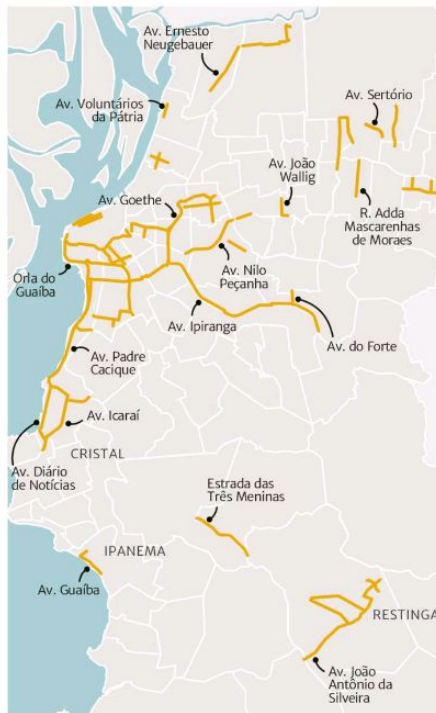 Av. Ernesto
Neugebauer
Av. Voluntários
da Pátria
Av. Sertório
Av. João
Wallig
Av. Goethe
R. Adda
Mascarenhas
de Moraes
Orla do
Guaíba
Av. Nilo
Peçanha
Av. Ipiranga
Av. do Forte
Av. Padre
Cacique
Av. Icaraí
CRISTAL
Av. Diário
de Notícias
Estrada das
Três Meninas
IPANEMA
Av. Guaíba
RESTINGA
Av. João
Antônio da
Silveira